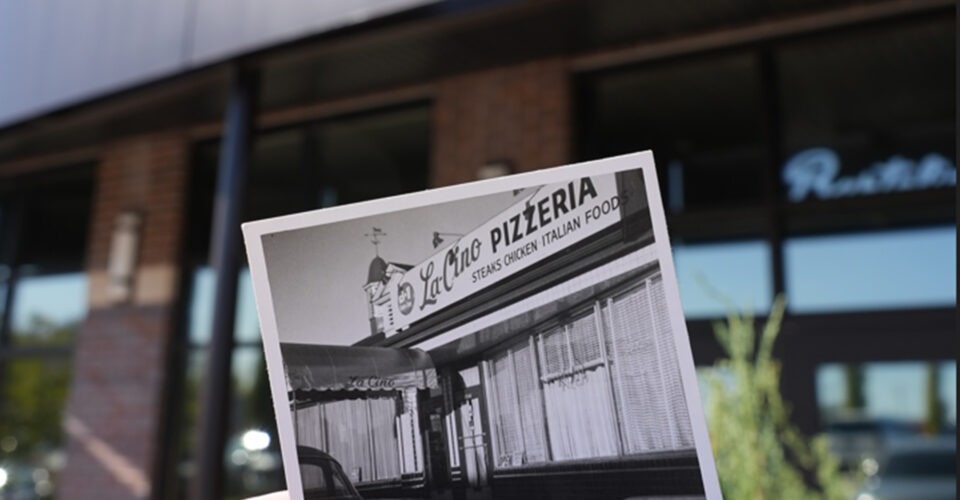 La Cino PIZZERIA
STEAKS CHICKEN ITALIAN FOODS
La Cino